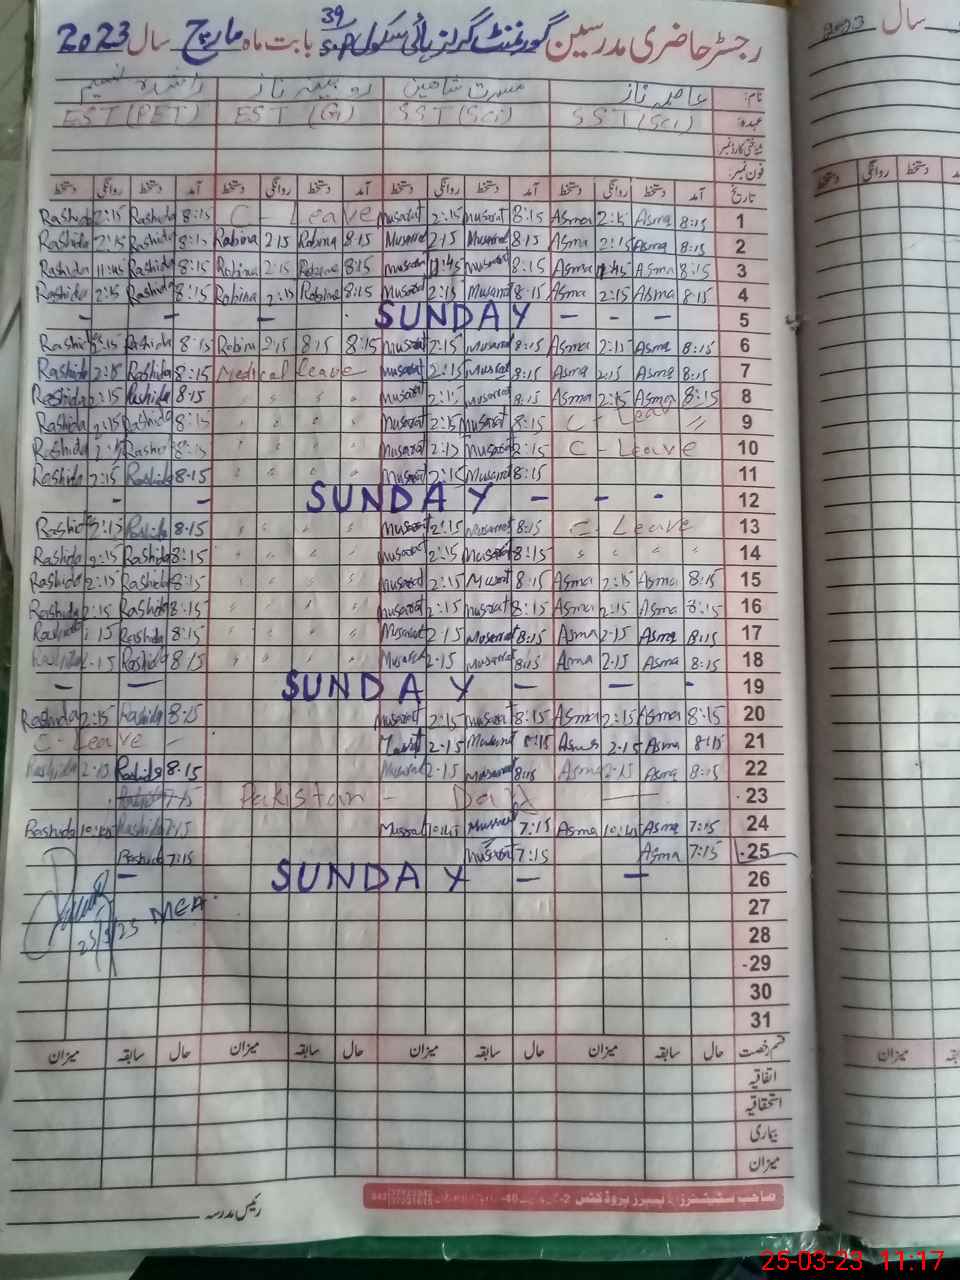 رجسٹر حاضری مدرسین گورنمنٹ گرلز ہائی سکول 39 S.P بابت ماہ مارچ سال 2023
نام: عاصمہ ناز مسرت شاہین روبینہ ناز راشدہ نسیم
عہدہ: SST (Sci) SST (Sci) EST (G) EST (PET)
شناختی کارڈ نمبر
فون نمبر:
تاریخ آمد دستخط روانگی دستخط آمد دستخط روانگی دستخط آمد دستخط روانگی دستخط آمد دستخط روانگی دستخط
Rashida 2:15 Rashida 8:15 C - Leave Musarat 2:15 Musarat 8:15 Asma 2:15 Asma 8:15 1
Rashida 2:15 Rashida 8:15 Robina 2:15 Robina 8:15 Musarat 2:15 Musarat 8:15 Asma 2:15 Asma 8:15 2
Rashida 11:45 Rashida 8:15 Robina 2:15 Robina 8:15 Musarat 11:45 Musarat 8:15 Asma 11:45 Asma 8:15 3
Rashida 2:15 Rashida 8:15 Robina 2:15 Robina 8:15 Musarat 2:15 Musarat 8:15 Asma 2:15 Asma 8:15 4
– – – SUNDAY – – – 5
Rashida 2:15 Rashida 8:15 Robina 2:15 8:15 8:15 Musarat 2:15 Musarat 8:15 Asma 2:15 Asma 8:15 6
Rashida 2:15 Rashida 8:15 Medical leave Musarat 2:15 Musarat 8:15 Asma 2:15 Asma 8:15 7
Rashida 2:15 Rashida 8:15 " " " " Musarat 2:15 Musarat 8:15 Asma 2:15 Asma 8:15 8
Rashida 2:15 Rashida 8:15 " " " " Musarat 2:15 Musarat 8:15 C - Leave " 9
Rashida 2:15 Rashida 8:15 " " " " Musarat 2:15 Musarat 8:15 C - Leave 10
Rashida 2:15 Rashida 8:15 " " " " Musarat 2:15 Musarat 8:15 11
- - SUNDAY - - - 12
Rashida 2:15 Rashida 8:15 " " " " Musarat 2:15 Musarat 8:15 C - Leave 13
Rashida 2:15 Rashida 8:15 " " " " Musarat 2:15 Musarat 8:15 " " " " 14
Rashida 2:15 Rashida 8:15 " " " " Musarat 2:15 Musarat 8:15 Asma 2:15 Asma 8:15 15
Rashida 2:15 Rashida 8:15 " " " " Musarat 2:15 Musarat 8:15 Asma 2:15 Asma 8:15 16
Rashida 2:15 Rashida 8:15 " " " " Musarat 2:15 Musarat 8:15 Asma 2:15 Asma 8:15 17
Rashida 2:15 Rashida 8:15 " " " " Musarat 2:15 Musarat 8:15 Asma 2:15 Asma 8:15 18
– – SUNDAY – – - 19
Rashida 2:15 Rashida 8:15 Musarat 2:15 Musarat 8:15 Asma 2:15 Asma 8:15 20
C - Leave – Musarat 2:15 Musarat 8:15 Asma 2:15 Asma 8:15 21
Rashida 2:15 Rashida 8:15 Musarat 2:15 Musarat 8:15 Asma 2:15 Asma 8:15 22
7:15 Pakistan - Day 23
Rashida 10:45 Rashida 7:15 Musarat 10:45 Musarat 7:15 Asma 10:45 Asma 7:15 24
Rashida 7:15 Musarat 7:15 Asma 7:15 25
– SUNDAY – – 26
27
MEA
28
29
30
31
قسم رخصت حال سابقہ میزان حال سابقہ میزان حال سابقہ میزان حال سابقہ میزان
اتفاقیہ
استحقاقیہ
بیماری
میزان
رئیس مدرسہ
سال 2023
دستخط روانگی دستخط
میزان
25-03-23 11:17